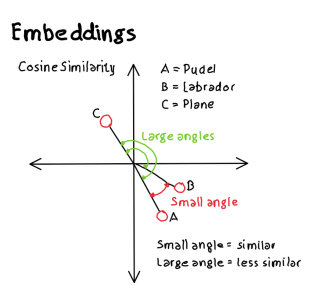 Embeddings
Cosine Similarity
A = Pudel
B = Labrador
C = Plane
C
Large angles
B
Small angle
A
Small angle = similar
Large angle = less similar